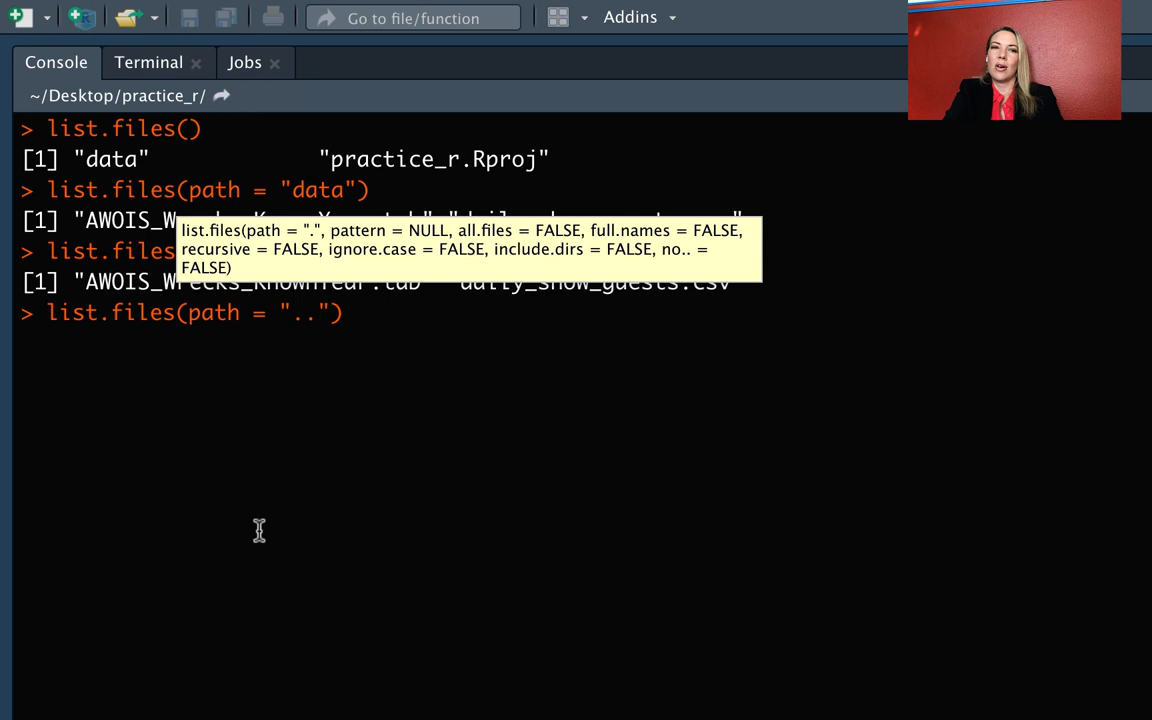 Go to file/function
Addins
Console
Terminal
Jobs
~/Desktop/practice_r/
> list.files()
[1] "data" "practice_r.Rproj"
> list.files(path = "data")
[1] "AWOIS_W
list.files(path = ".", pattern = NULL, all.files = FALSE, full.names = FALSE,
recursive = FALSE, ignore.case = FALSE, include.dirs = FALSE, no.. =
FALSE)
> list.files
[1] "AWOIS_Wrecks_KnownYear.tab" "daily_show_guests.csv"
> list.files(path = "..")